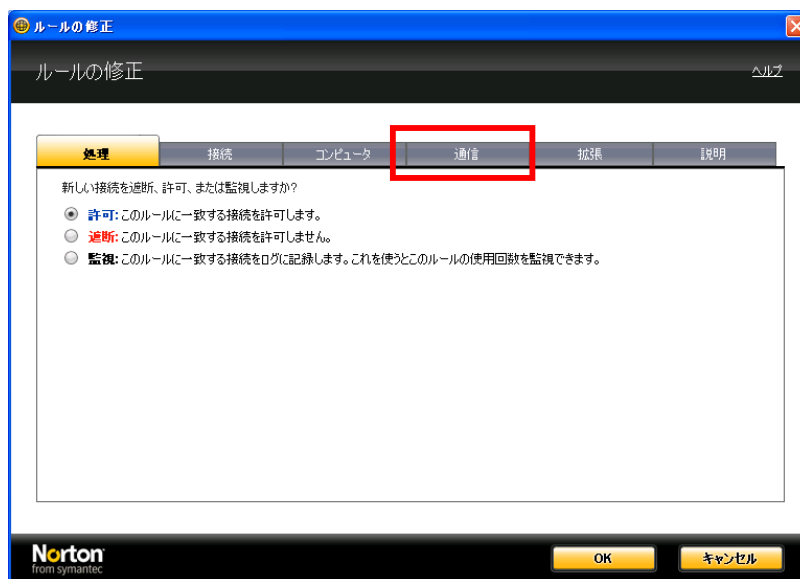 ルールの修正
ルールの修正
ヘルプ
処理 接続 コンピュータ 通信 拡張 説明
新しい接続を遮断、許可、または監視しますか?
許可:このルールに一致する接続を許可します。
遮断:このルールに一致する接続を許可しません。
監視:このルールに一致する接続をログに記録します。これを使うとこのルールの使用回数を監視できます。
Norton
from symantec
OK キャンセル